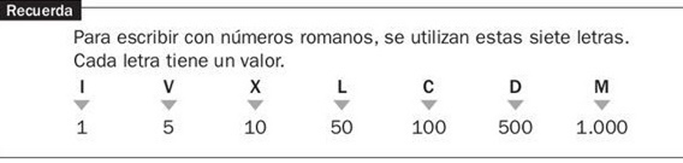 Recuerda
Para escribir con números romanos, se utilizan estas siete letras.
Cada letra tiene un valor.
I V X L C D M
1 5 10 50 100 500 1.000